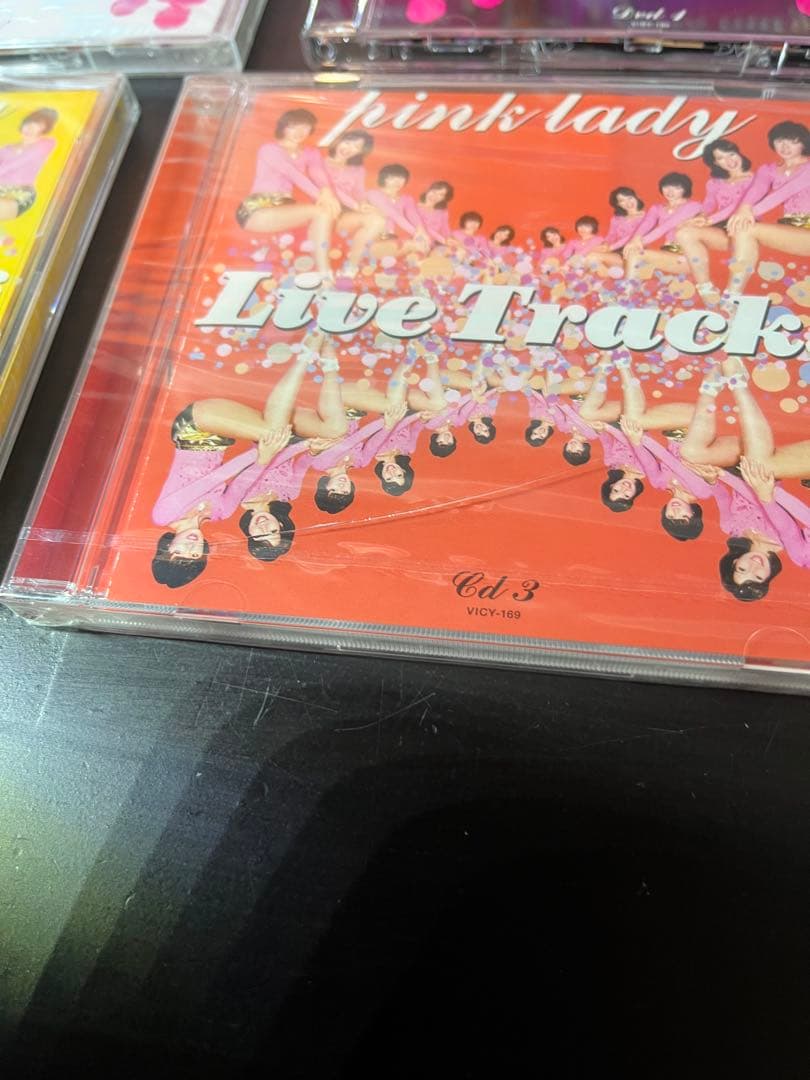 Dvd 1
pink lady
Live Track
Cd 3
VICY-169